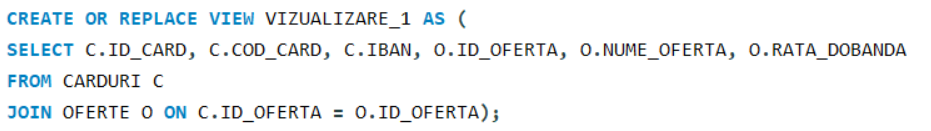 CREATE OR REPLACE VIEW VIZUALIZARE_1 AS (
SELECT C.ID_CARD, C.COD_CARD, C.IBAN, O.ID_OFERTA, O.NUME_OFERTA, O.RATA_DOBANDA
FROM CARDURI C
JOIN OFERTE O ON C.ID_OFERTA = O.ID_OFERTA);